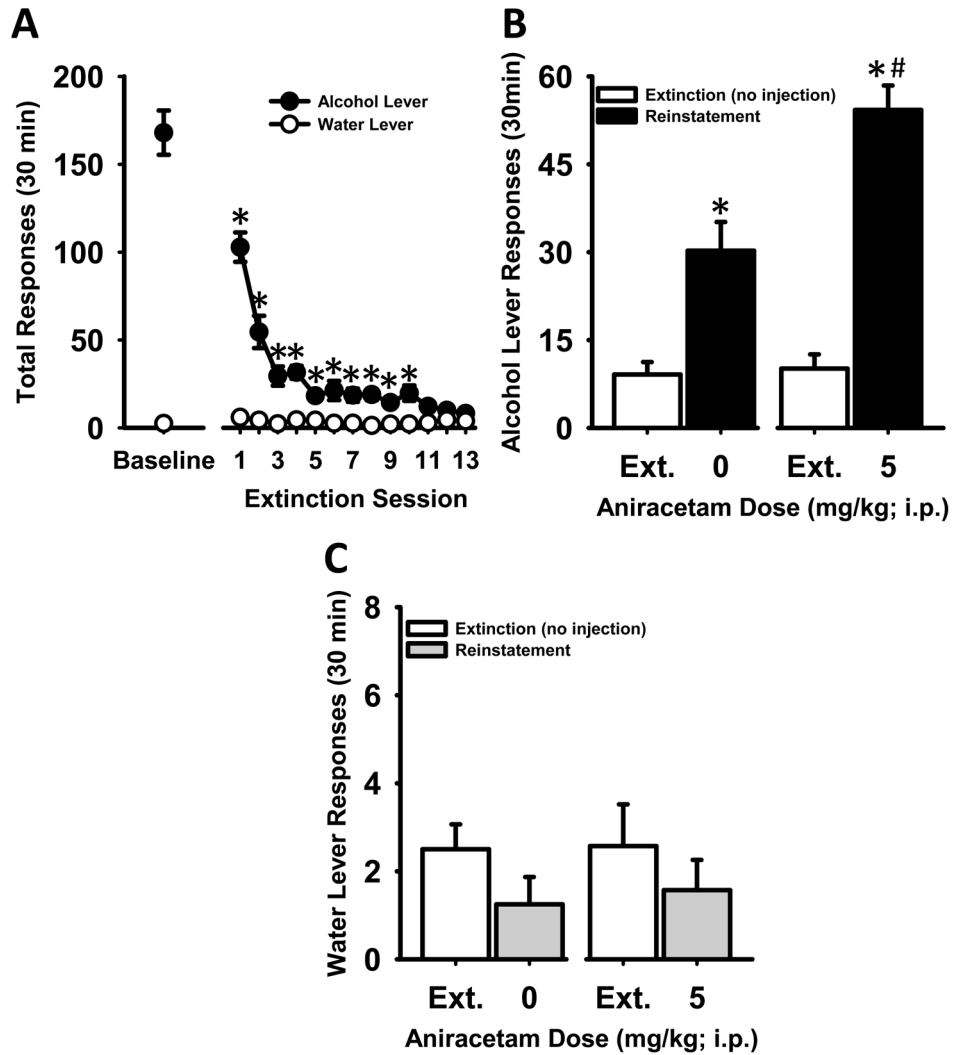 A
Total Responses (30 min)
200
150
100
50
0
Alcohol Lever
Water Lever
*
*
**
*
*
*
*
*
*
Baseline
1 3 5 7 9 11 13
Extinction Session
B
Alcohol Lever Responses (30min)
60
45
30
15
0
Extinction (no injection)
Reinstatement
*
*#
Ext. 0 Ext. 5
Aniracetam Dose (mg/kg; i.p.)
C
Water Lever Responses (30 min)
8
6
4
2
0
Extinction (no injection)
Reinstatement
Ext. 0 Ext. 5
Aniracetam Dose (mg/kg; i.p.)